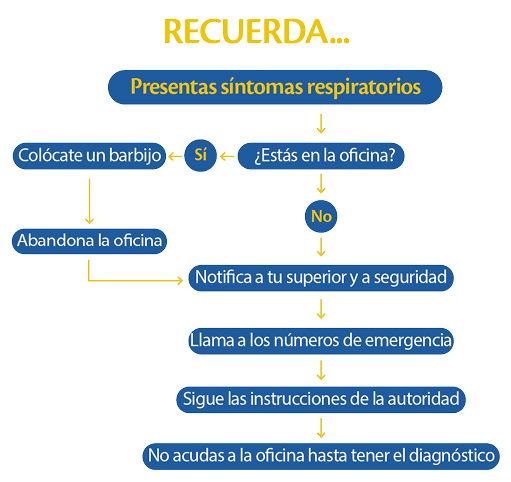 RECUERDA...
Presentas síntomas respiratorios
¿Estás en la oficina?
Sí
Colócate un barbijo
Abandona la oficina
No
Notifica a tu superior y a seguridad
Llama a los números de emergencia
Sigue las instrucciones de la autoridad
No acudas a la oficina hasta tener el diagnóstico